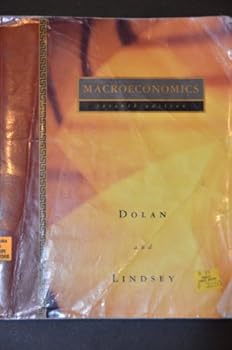 MACROECONOMICS
seventh edition
DOLAN
and
LINDSEY